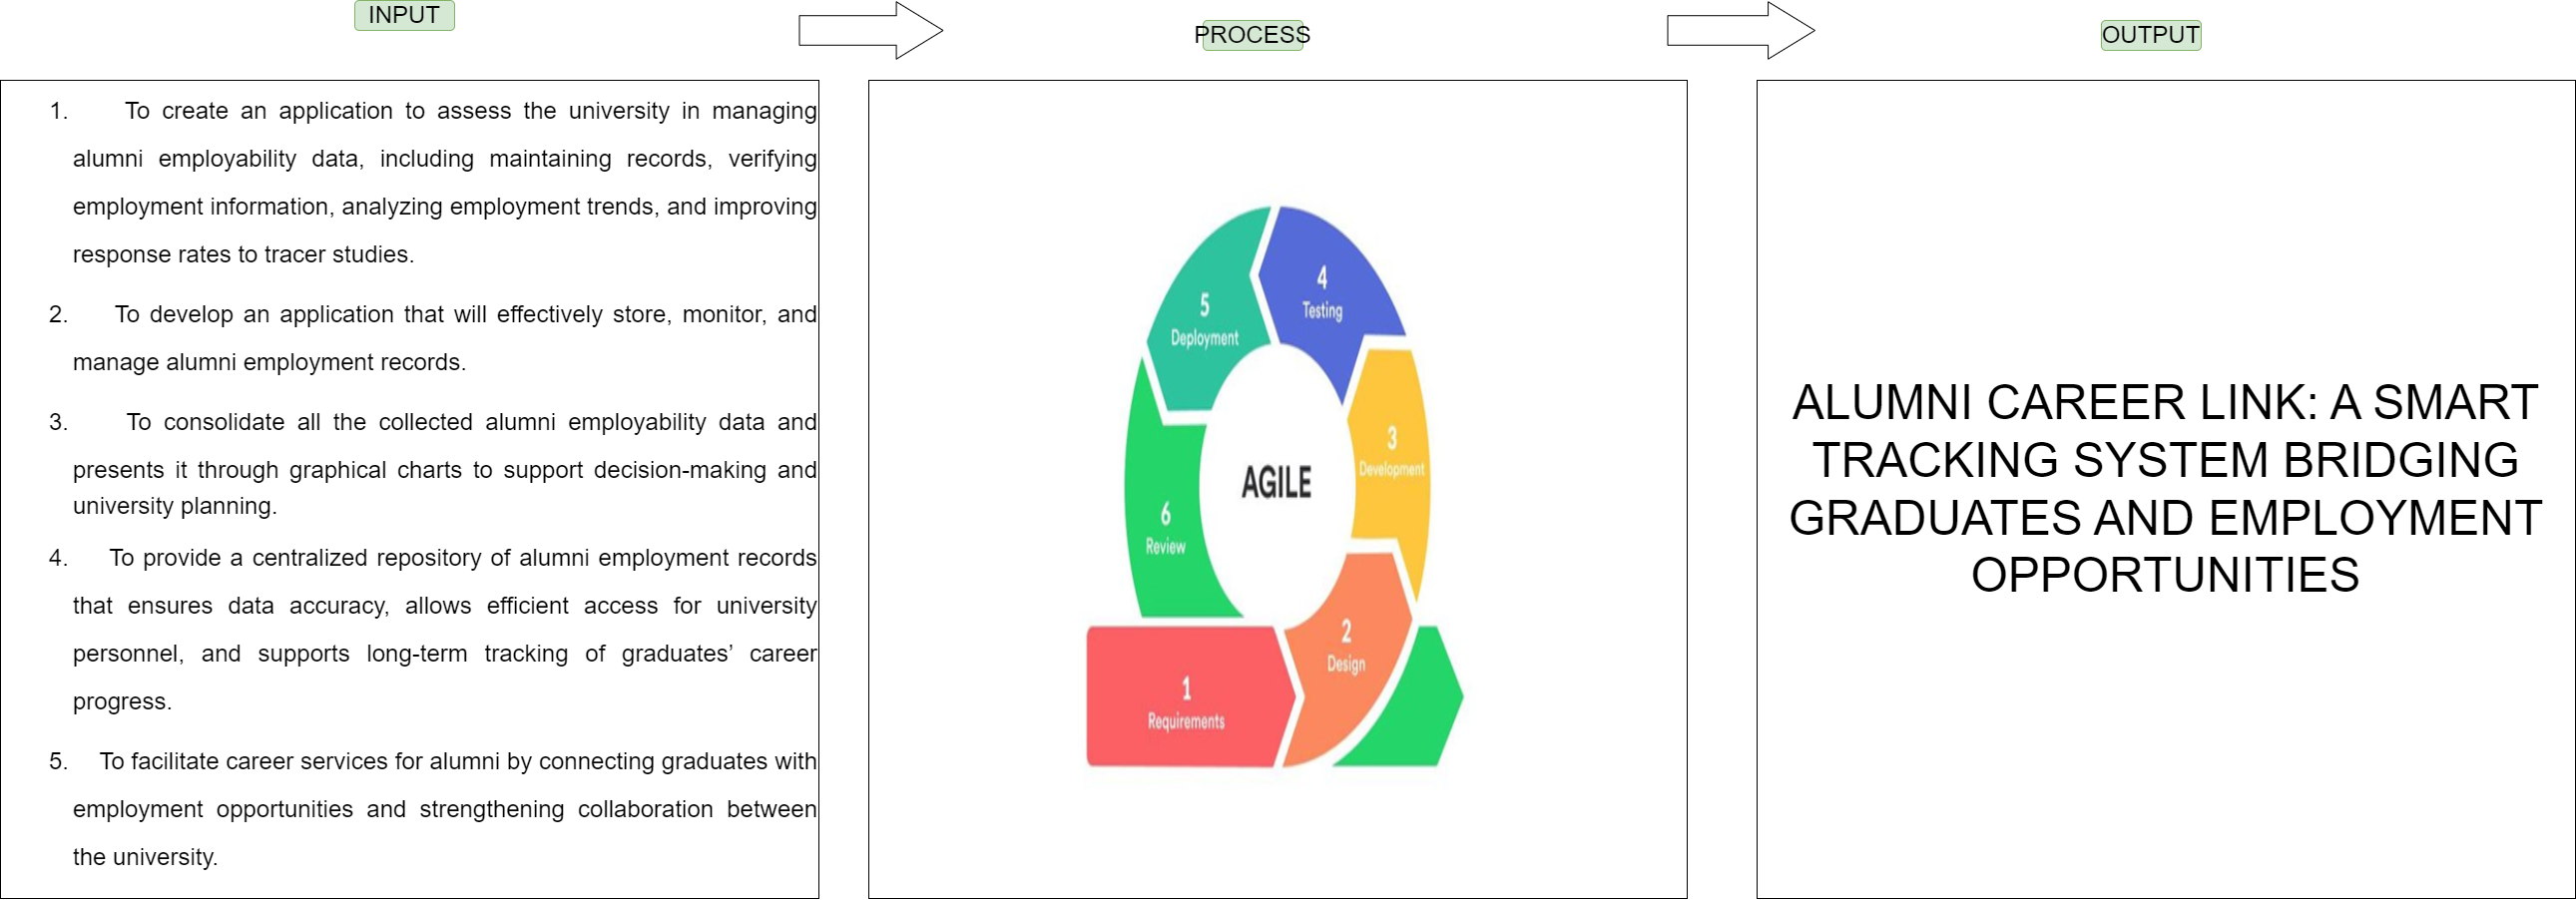 INPUT
PROCESS
OUTPUT
1. To create an application to assess the university in managing
alumni employability data, including maintaining records, verifying
employment information, analyzing employment trends, and improving
response rates to tracer studies.
2. To develop an application that will effectively store, monitor, and
manage alumni employment records.
3. To consolidate all the collected alumni employability data and
presents it through graphical charts to support decision-making and
university planning.
4. To provide a centralized repository of alumni employment records
that ensures data accuracy, allows efficient access for university
personnel, and supports long-term tracking of graduates’ career
progress.
5. To facilitate career services for alumni by connecting graduates with
employment opportunities and strengthening collaboration between
the university.
AGILE
1
Requirements
2
Design
3
Development
4
Testing
5
Deployment
6
Review
ALUMNI CAREER LINK: A SMART
TRACKING SYSTEM BRIDGING
GRADUATES AND EMPLOYMENT
OPPORTUNITIES